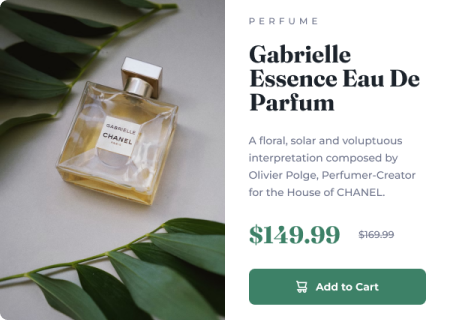 GABRIELLE
CHANEL
PARIS
PERFUME
Gabrielle
Essence Eau De
Parfum
A floral, solar and voluptuous
interpretation composed by
Olivier Polge, Perfumer-Creator
for the House of CHANEL.
$149.99 $169.99
Add to Cart